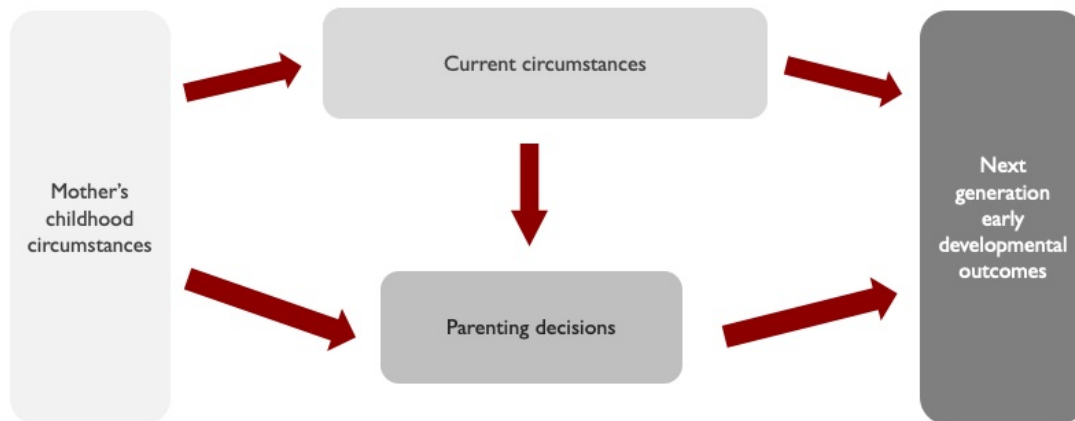 Current circumstances
Mother’s
childhood
circumstances
Next
generation
early
developmental
outcomes
Parenting decisions